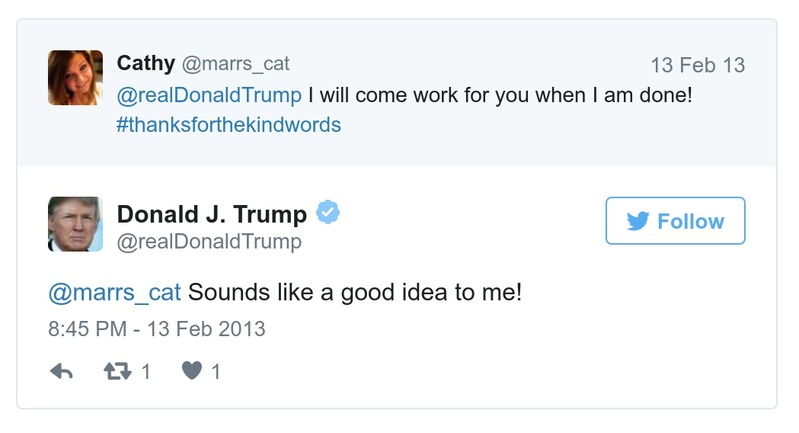 Cathy @marrs_cat 13 Feb 13
@realDonaldTrump I will come work for you when I am done!
#thanksforthekindwords
Donald J. Trump
@realDonaldTrump
Follow
@marrs_cat Sounds like a good idea to me!
8:45 PM - 13 Feb 2013
1 1